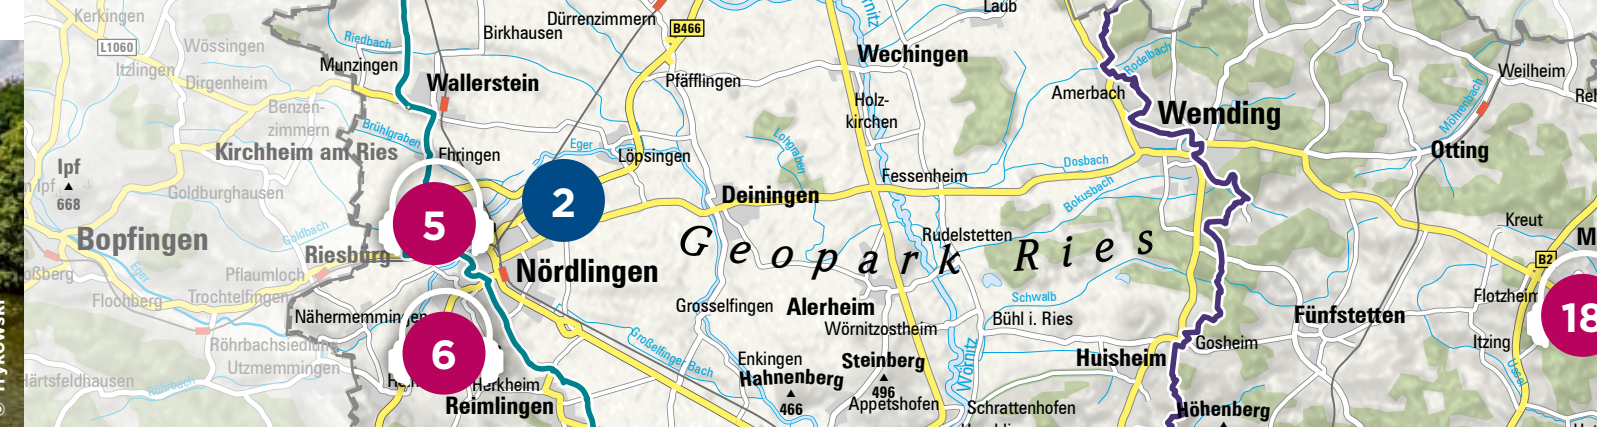 Kerkingen
Dürrenzimmern
Laub
B466
Birkhausen
L1060
Wössingen
Riedbach
Wechingen
Rodelbach
Itzlingen
Munzingen
Weilheim
Dirgenheim
Wallerstein
Pfäfflingen
Amerbach
Möhrenbach
Benzen-
zimmern
Holz-
kirchen
Wemding
Brühlgraben
Eger
Lohgraben
Kirchheim am Ries
Ehringen
Löpsingen
Dosbach
Otting
Ipf
668
Goldburghausen
Fessenheim
Bokusbach
Deiningen
2
5
Kreut
Bopfingen
Goldbach
Riesburg
Geopark Ries
Rudelstetten
B2
Eger
Pflaumloch
Nördlingen
Flochberg
Trochtelfingen
Schwalb
Flotzheim
Grosselfingen
Alerheim
Nähermemmingen
Wörnitzostheim
Bühl i. Ries
Fünfstetten
18
Röhrbachsiedlung
Großelfinger Bach
Gosheim
Itzing
6
Enkingen
Steinberg
496
Huisheim
Utzmemmingen
Hahnenberg
466
Wörnitz
Ussel
Röhrbach
Herkheim
Reimlingen
Appetshofen
Schrattenhofen
Höhenberg